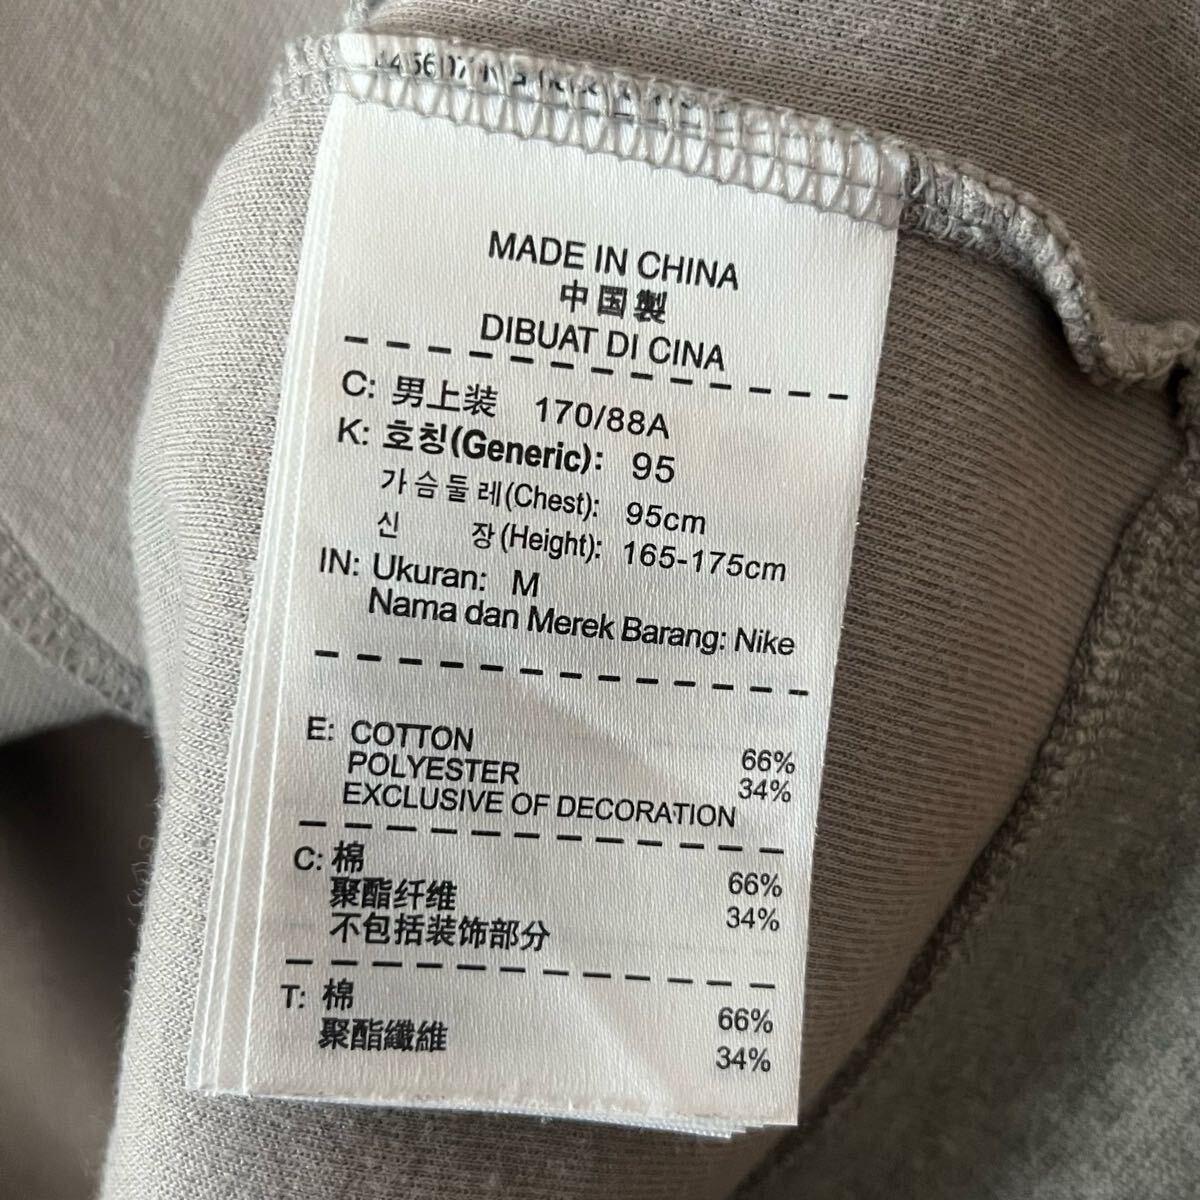 MADE IN CHINA
中国製
DIBUAT DI CINA
C: 男上装 170/88A
K: 호칭(Generic): 95
가슴둘레(Chest): 95cm
신 장(Height): 165-175cm
IN: Ukuran: M
Nama dan Merek Barang: Nike
E: COTTON 66%
POLYESTER 34%
EXCLUSIVE OF DECORATION
C: 棉 66%
聚酯纤维 34%
不包括装饰部分
T: 棉 66%
聚酯纖維 34%